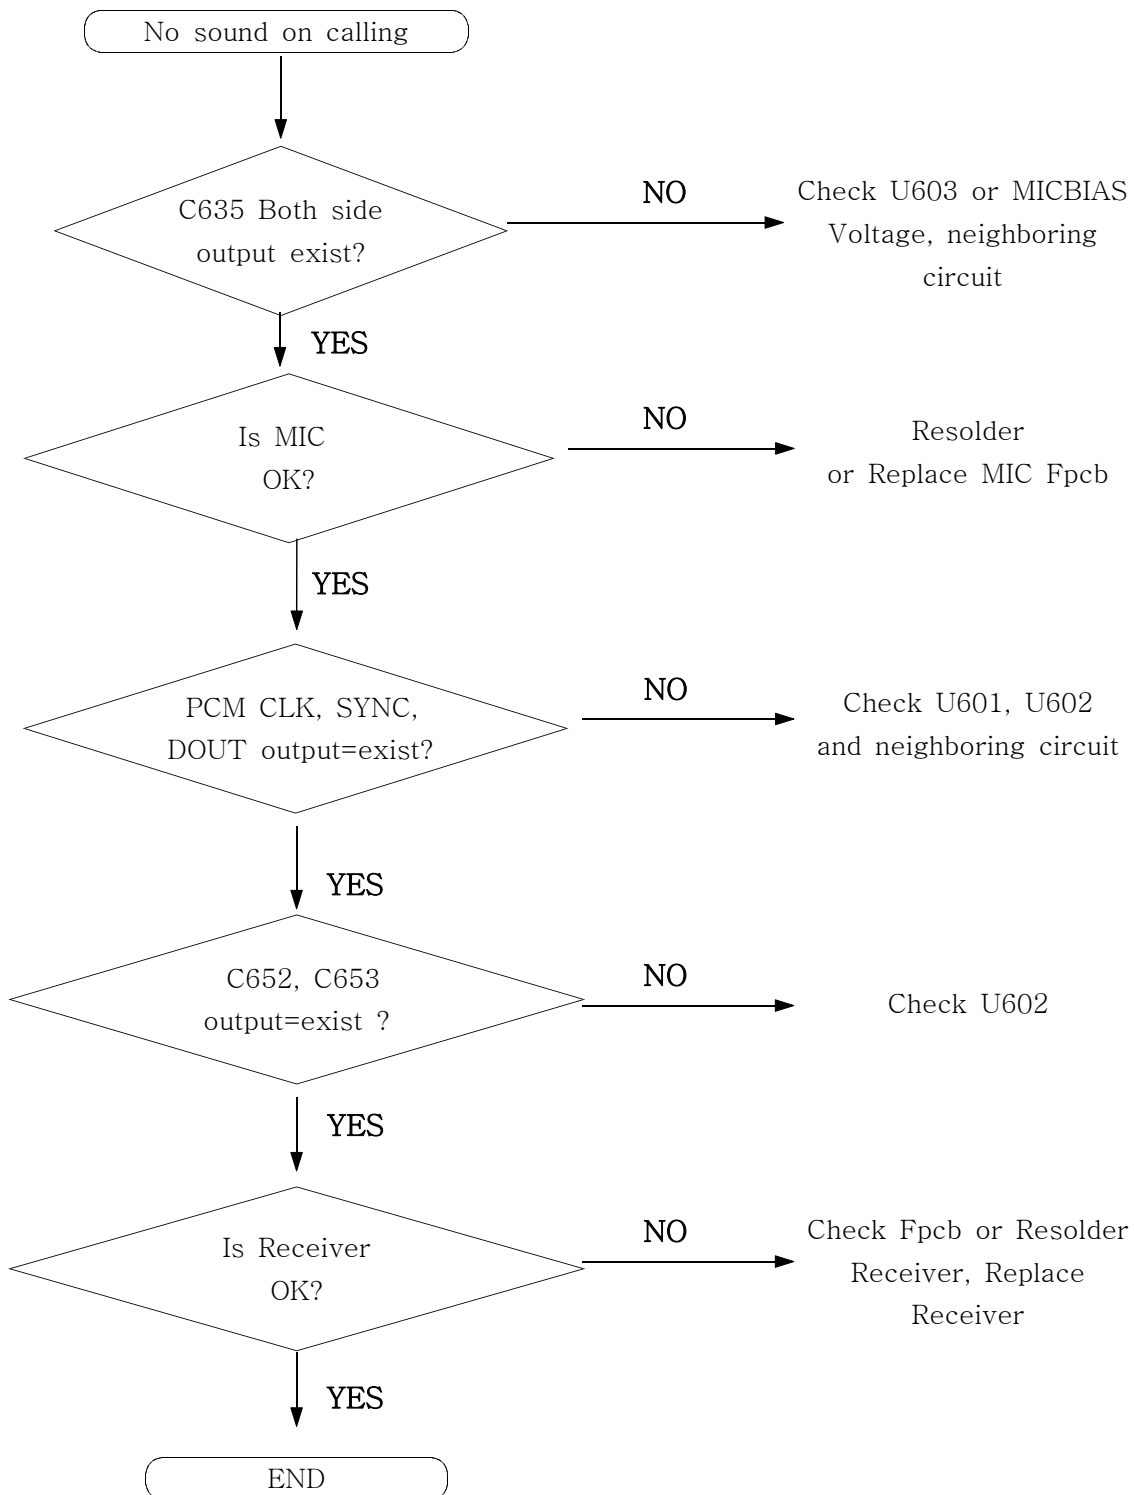 No sound on calling
C635 Both side
output exist?
NO
Check U603 or MICBIAS
Voltage, neighboring
circuit
YES
Is MIC
OK?
NO
Resolder
or Replace MIC Fpcb
YES
PCM CLK, SYNC,
DOUT output=exist?
NO
Check U601, U602
and neighboring circuit
YES
C652, C653
output=exist ?
NO
Check U602
YES
Is Receiver
OK?
NO
Check Fpcb or Resolder
Receiver, Replace
Receiver
YES
END